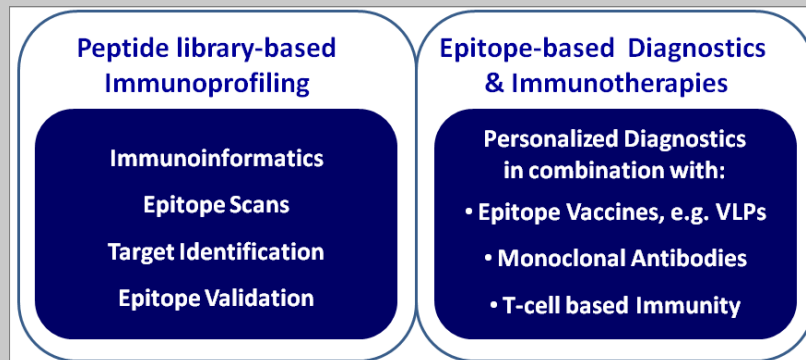 Peptide library-based
Immunoprofiling
Immunoinformatics
Epitope Scans
Target Identification
Epitope Validation
Epitope-based Diagnostics
& Immunotherapies
Personalized Diagnostics
in combination with:
• Epitope Vaccines, e.g. VLPs
• Monoclonal Antibodies
• T-cell based Immunity